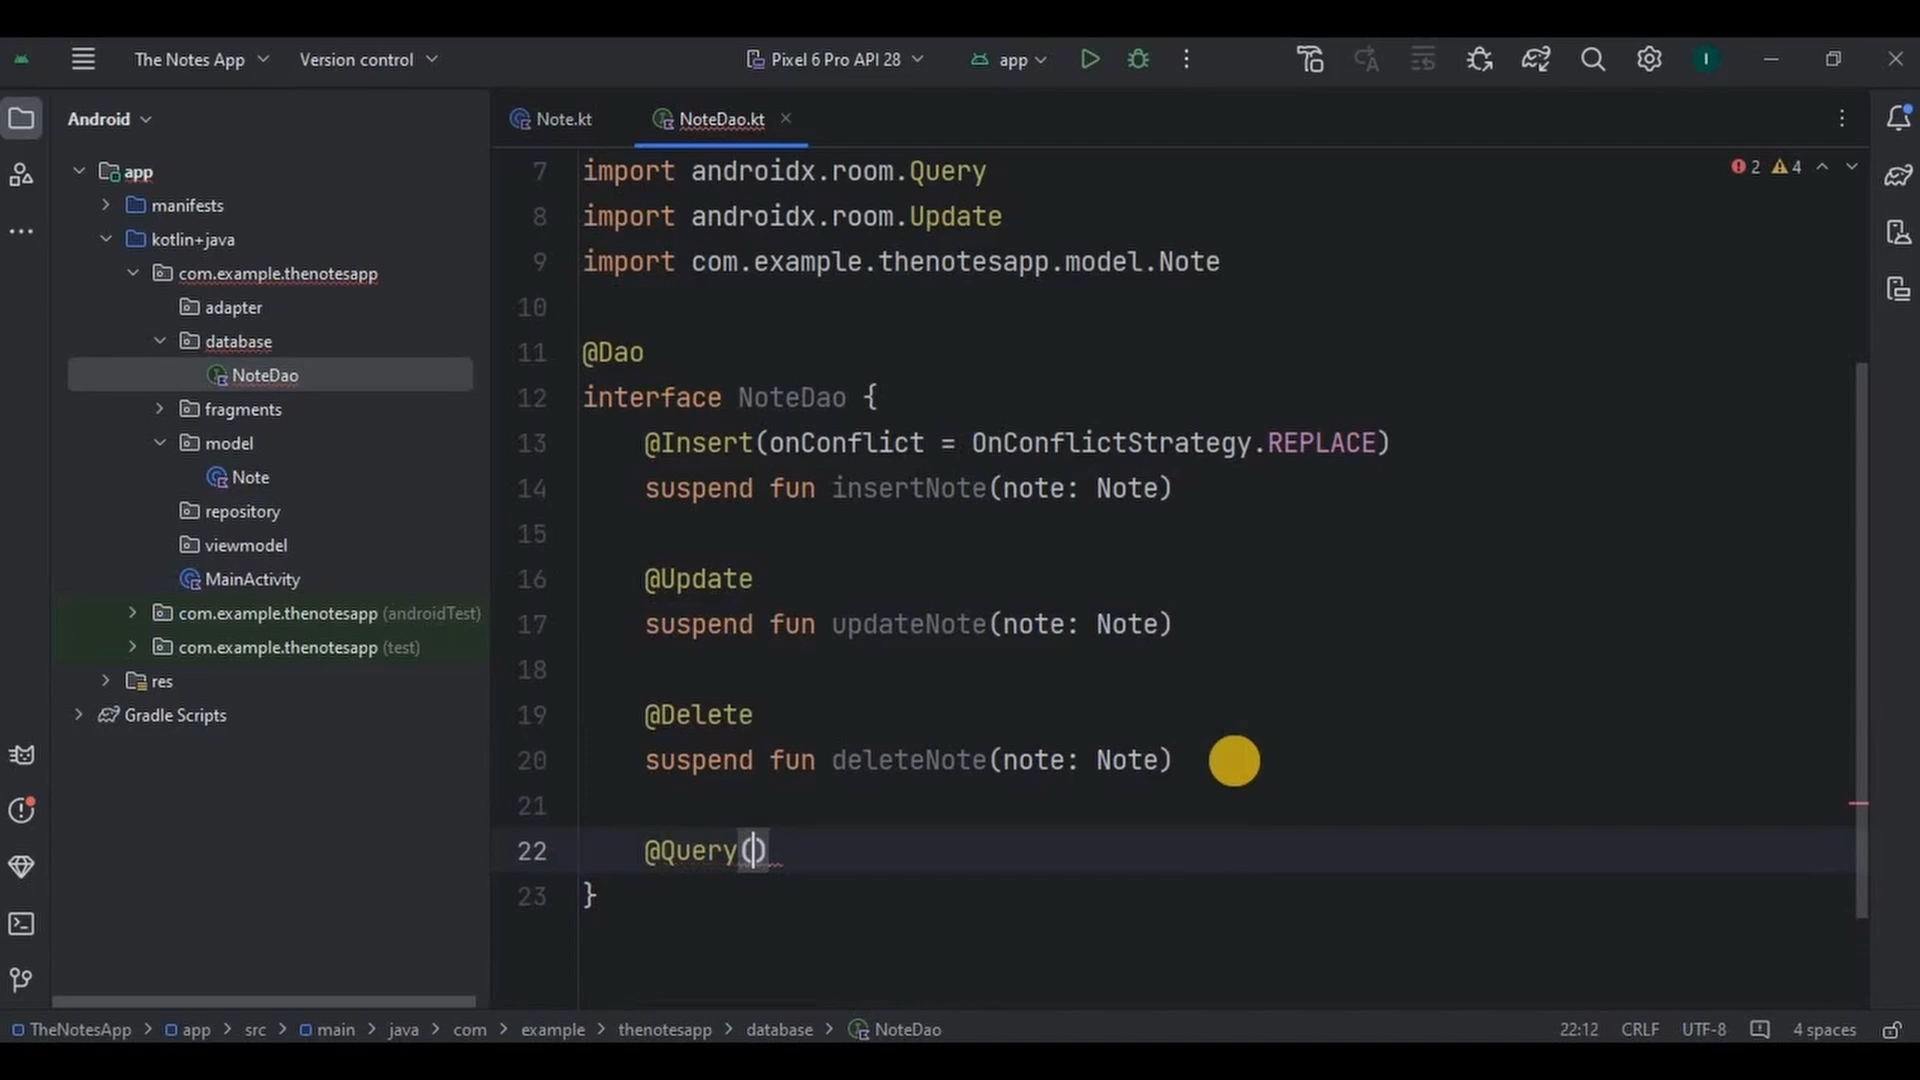 The Notes App
Version control
Pixel 6 Pro API 28
app
I
Android
Note.kt
NoteDao.kt
app
manifests
kotlin+java
com.example.thenotesapp
adapter
database
NoteDao
fragments
model
Note
repository
viewmodel
MainActivity
com.example.thenotesapp (androidTest)
com.example.thenotesapp (test)
res
Gradle Scripts
2 4
7 import androidx.room.Query
8 import androidx.room.Update
9 import com.example.thenotesapp.model.Note
10
11 @Dao
12 interface NoteDao {
13 @Insert(onConflict = OnConflictStrategy.REPLACE)
14 suspend fun insertNote(note: Note)
15
16 @Update
17 suspend fun updateNote(note: Note)
18
19 @Delete
20 suspend fun deleteNote(note: Note)
21
22 @Query()
23 }
TheNotesApp > app > src > main > java > com > example > thenotesapp > database > NoteDao
22:12 CRLF UTF-8 4 spaces